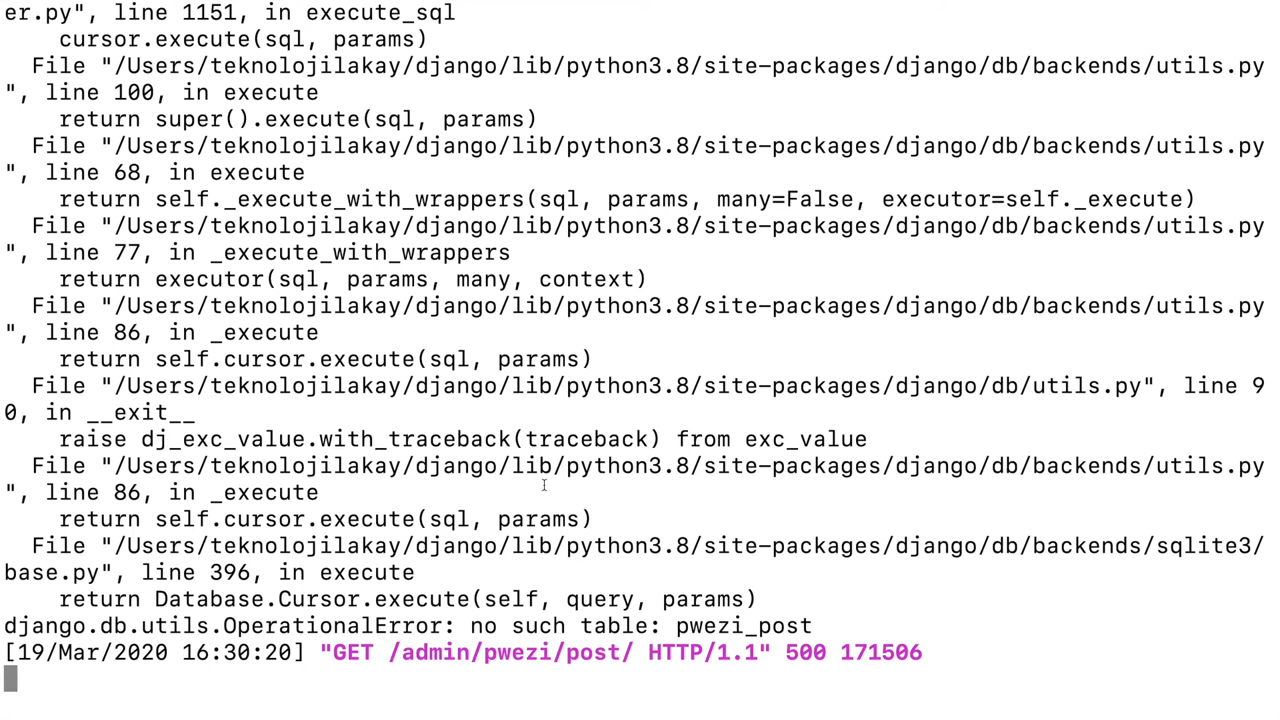 er.py", line 1151, in execute_sql
    cursor.execute(sql, params)
  File "/Users/teknolojilakay/django/lib/python3.8/site-packages/django/db/backends/utils.py
", line 100, in execute
    return super().execute(sql, params)
  File "/Users/teknolojilakay/django/lib/python3.8/site-packages/django/db/backends/utils.py
", line 68, in execute
    return self._execute_with_wrappers(sql, params, many=False, executor=self._execute)
  File "/Users/teknolojilakay/django/lib/python3.8/site-packages/django/db/backends/utils.py
", line 77, in _execute_with_wrappers
    return executor(sql, params, many, context)
  File "/Users/teknolojilakay/django/lib/python3.8/site-packages/django/db/backends/utils.py
", line 86, in _execute
    return self.cursor.execute(sql, params)
  File "/Users/teknolojilakay/django/lib/python3.8/site-packages/django/db/utils.py", line 9
0, in __exit__
    raise dj_exc_value.with_traceback(traceback) from exc_value
  File "/Users/teknolojilakay/django/lib/python3.8/site-packages/django/db/backends/utils.py
", line 86, in _execute
    return self.cursor.execute(sql, params)
  File "/Users/teknolojilakay/django/lib/python3.8/site-packages/django/db/backends/sqlite3/
base.py", line 396, in execute
    return Database.Cursor.execute(self, query, params)
django.db.utils.OperationalError: no such table: pwezi_post
[19/Mar/2020 16:30:20] "GET /admin/pwezi/post/ HTTP/1.1" 500 171506